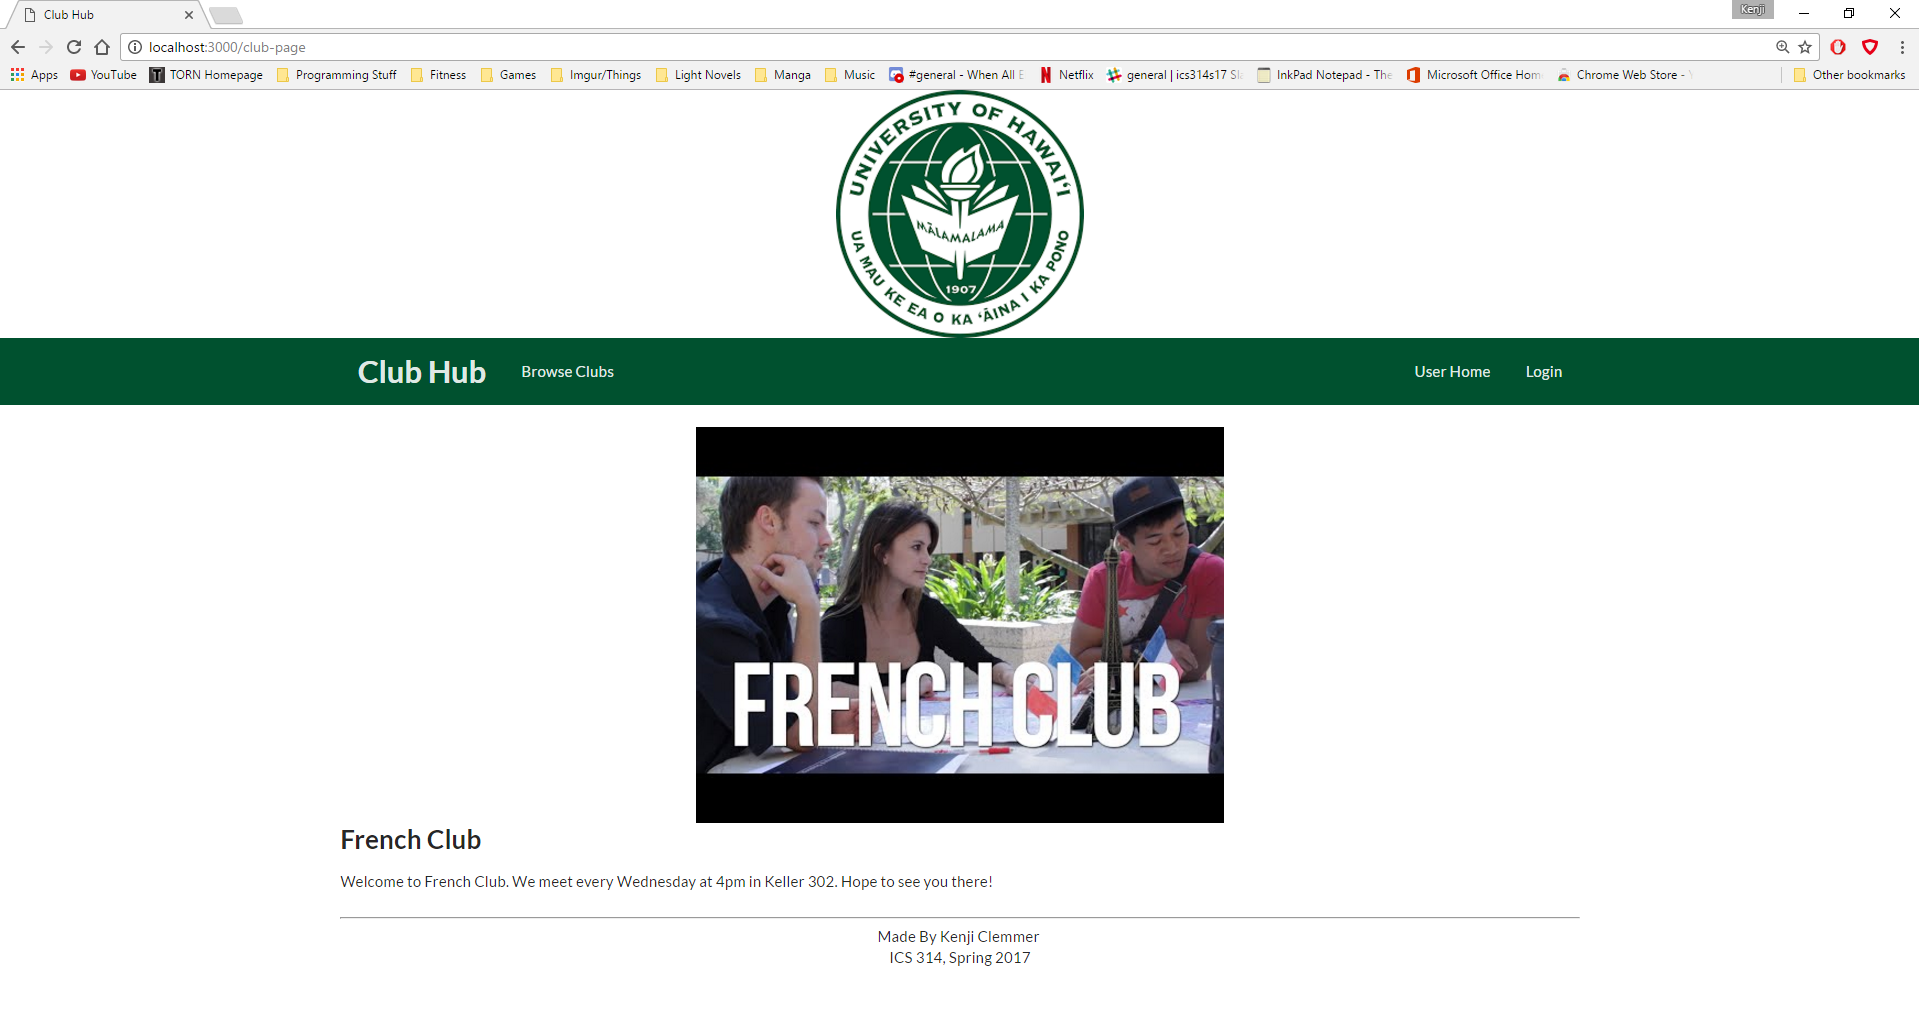 Club Hub
Kenji
localhost:3000/club-page
Apps YouTube TORN Homepage Programming Stuff Fitness Games Imgur/Things Light Novels Manga Music #general - When All E Netflix general | ics314s17 Sla InkPad Notepad - The Microsoft Office Hom Chrome Web Store - Other bookmarks
UNIVERSITY OF HAWAIʻI
MĀLAMALAMA
1907
UA MAU KE EA O KA ʻĀINA I KA PONO
Club Hub Browse Clubs User Home Login
FRENCH CLUB
French Club
Welcome to French Club. We meet every Wednesday at 4pm in Keller 302. Hope to see you there!
Made By Kenji Clemmer
ICS 314, Spring 2017